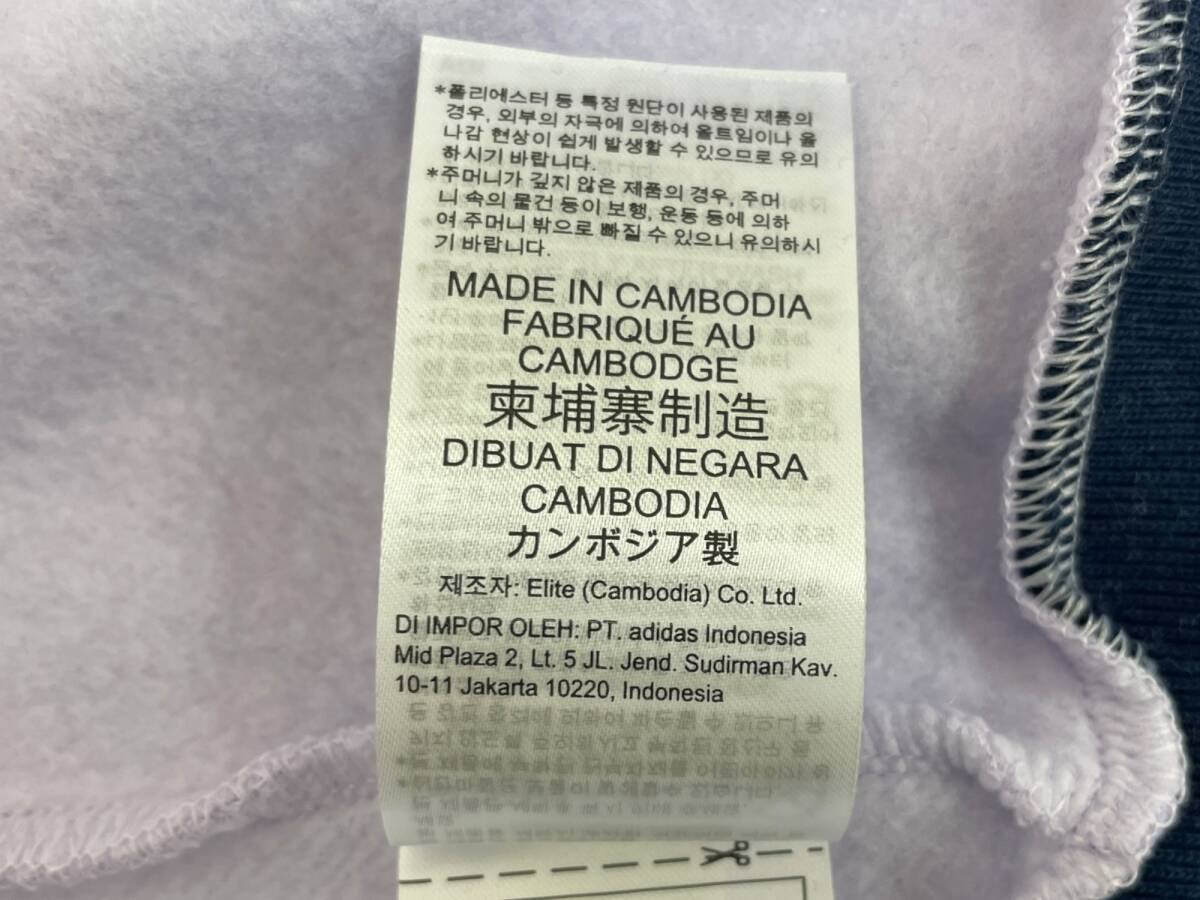 *폴리에스터 등 특정 원단이 사용된 제품의
경우, 외부의 자극에 의하여 올트임이나 올
나감 현상이 쉽게 발생할 수 있으므로 유의
하시기 바랍니다.
*주머니가 깊지 않은 제품의 경우, 주머
니 속의 물건 등이 보행, 운동 등에 의하
여 주머니 밖으로 빠질 수 있으니 유의하시
기 바랍니다.
MADE IN CAMBODIA
FABRIQUÉ AU
CAMBODGE
柬埔寨制造
DIBUAT DI NEGARA
CAMBODIA
カンボジア製
제조자: Elite (Cambodia) Co. Ltd.
DI IMPOR OLEH: PT. adidas Indonesia
Mid Plaza 2, Lt. 5 JL. Jend. Sudirman Kav.
10-11 Jakarta 10220, Indonesia